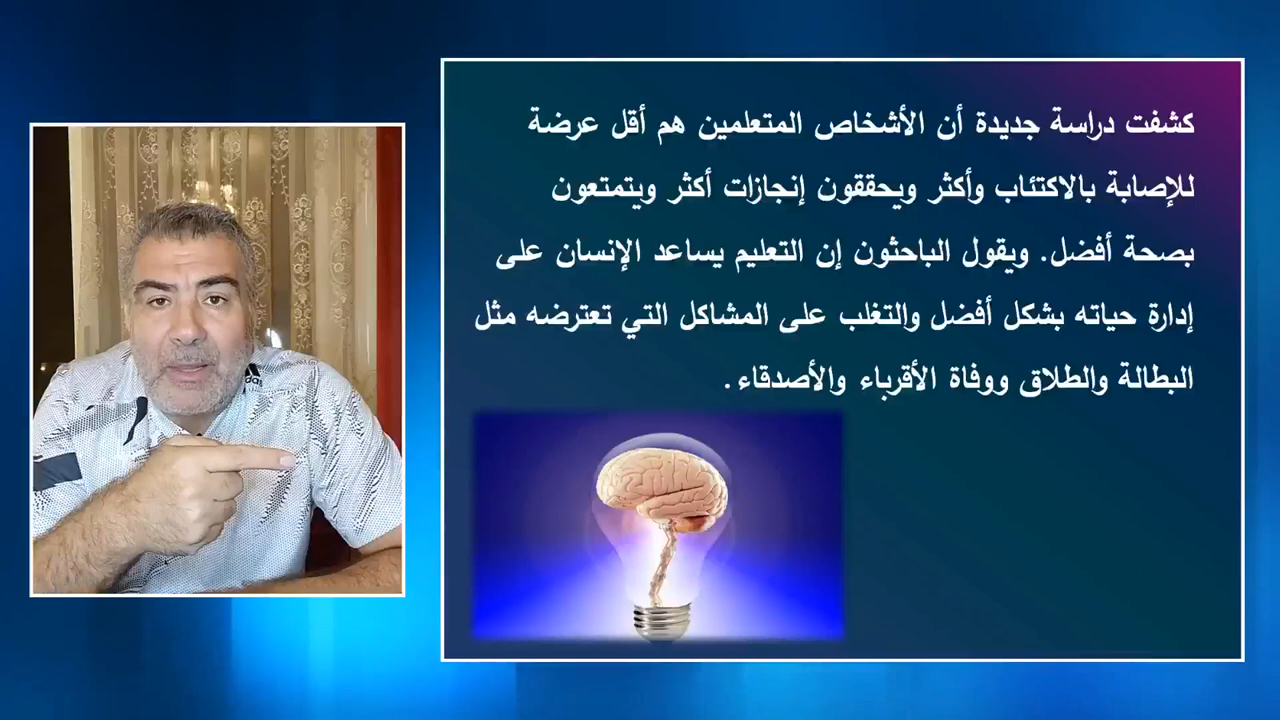 كشفت دراسة جديدة أن الأشخاص المتعلمين هم أقل عرضة
للإصابة بالاكتئاب وأكثر ويحققون إنجازات أكثر ويتمتعون
بصحة أفضل. ويقول الباحثون إن التعليم يساعد الإنسان على
إدارة حياته بشكل أفضل والتغلب على المشاكل التي تعترضه مثل
البطالة والطلاق ووفاة الأقرباء والأصدقاء.
adidas